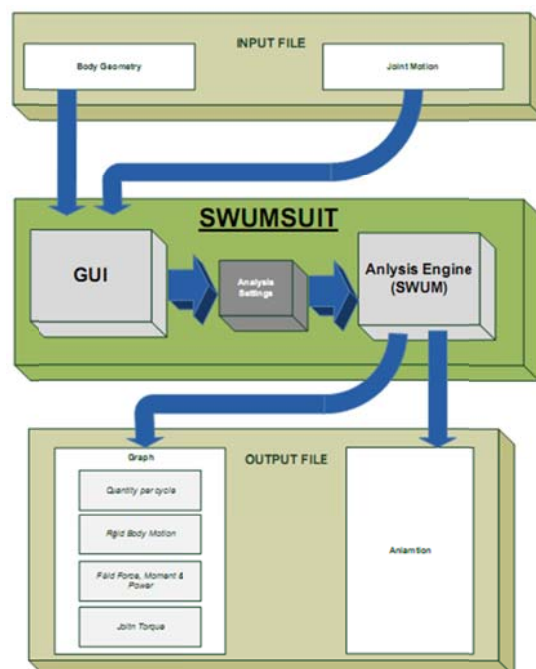 INPUT FILE
Body Geometry
Joint Motion
SWUMSUIT
GUI
Analysis
Settings
Anlysis Engine
(SWUM)
Graph
OUTPUT FILE
Quantity per cycle
Rigid Body Motion
Faid Force, Moment &
Power
Joitn Torque
Aniamtion